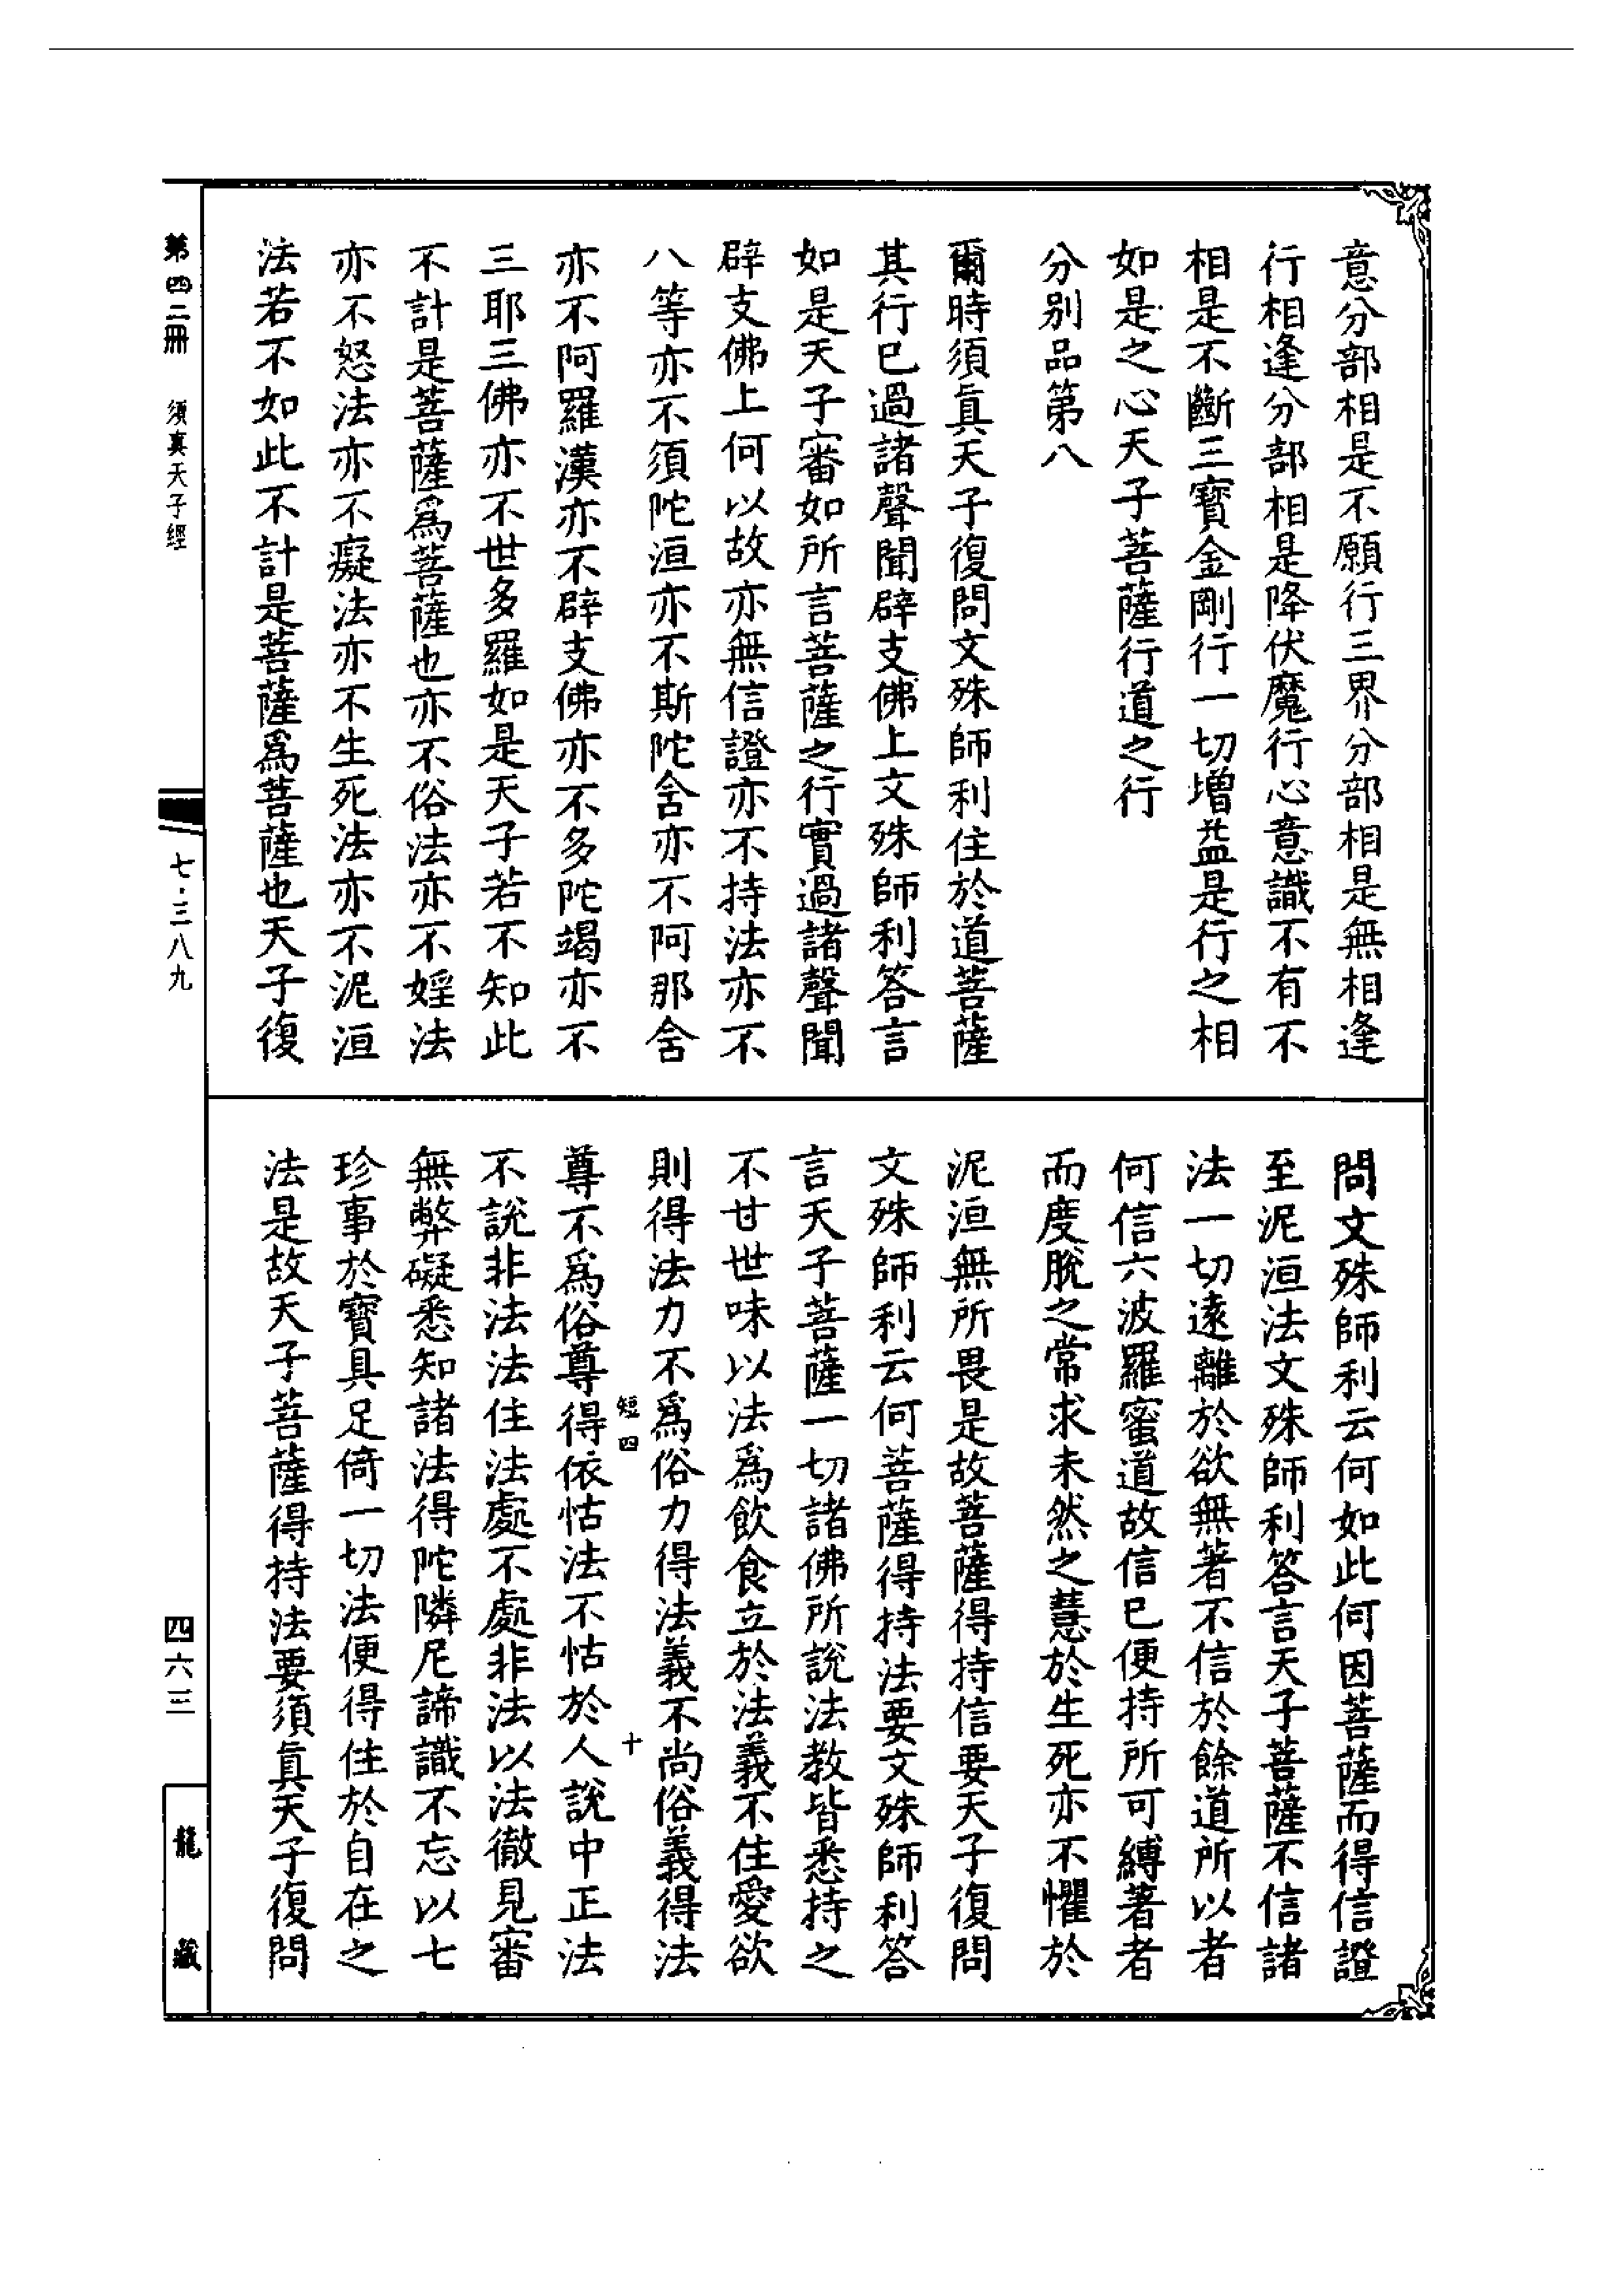 意分部相是不願行三界分部相是無相逢
行相逢分部相是降伏魔行心意識不有不
相是不斷三寶金剛行一切增益是行之相
如是之心天子菩薩行道之行
分別品第八
爾時須真天子復問文殊師利住於道菩薩
其行已過諸聲聞辟支佛上文殊師利答言
如是天子審如所言菩薩之行實過諸聲聞
辟支佛上何以故亦無信證亦不持法亦不
八等亦不須陀洹亦不斯陀舍亦不阿那舍
亦不阿羅漢亦不辟支佛亦不多陀竭亦不
三耶三佛亦不世多羅如是天子若不知此
不計是菩薩為菩薩也亦不俗法亦不婬法
亦不怒法亦不癡法亦不生死法亦不泥洹
法若不如此不計是菩薩為菩薩也天子復
問文殊師利云何如此何因菩薩而得信證
至泥洹法文殊師利答言天子菩薩不信諸
法一切遠離於欲無著不信於餘道所以者
何信六波羅蜜道故信已便持所可縛著者
而度脫之常求未然之慧於生死亦不懼於
泥洹無所畏是故菩薩得持信要天子復問
文殊師利云何菩薩得持法要文殊師利答
言天子菩薩一切諸佛所說法教皆悉持之
不甘世味以法為飲食立於法義不住愛欲
則得法力不為俗力得法義不尚俗義得法
短四 十
尊不為俗尊得依怙法不怙於人說中正法
不說非法法住法處不處非法以法徹見審
無弊礙悉知諸法得陀隣尼諦識不忘以七
珍事於寶具足倚一切法便得住於自在之
法是故天子菩薩得持法要須真天子復問
第四二冊 須真天子經
七·三八九
四六三
龍藏